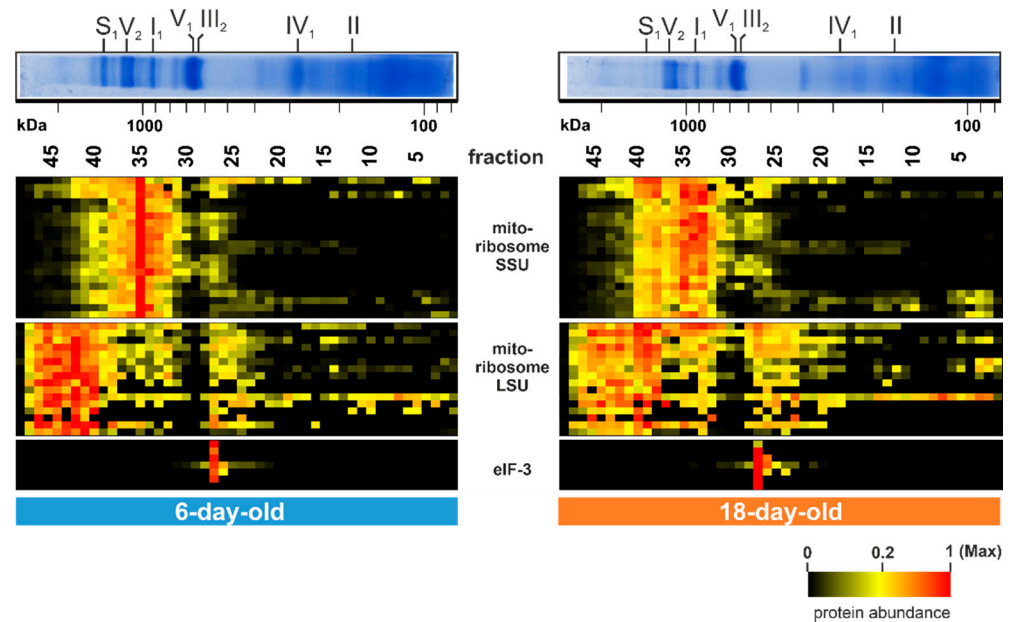 S₁ V₂ I₁ V₁ III₂ IV₁ II
S₁ V₂ I₁ V₁ III₂ IV₁ II
kDa 1000 100
kDa 1000 100
45 40 35 30 25 20 15 10 5
fraction
45 40 35 30 25 20 15 10 5
mito-
ribosome
SSU
mito-
ribosome
LSU
eIF-3
6-day-old
18-day-old
0 0.2 1 (Max)
protein abundance